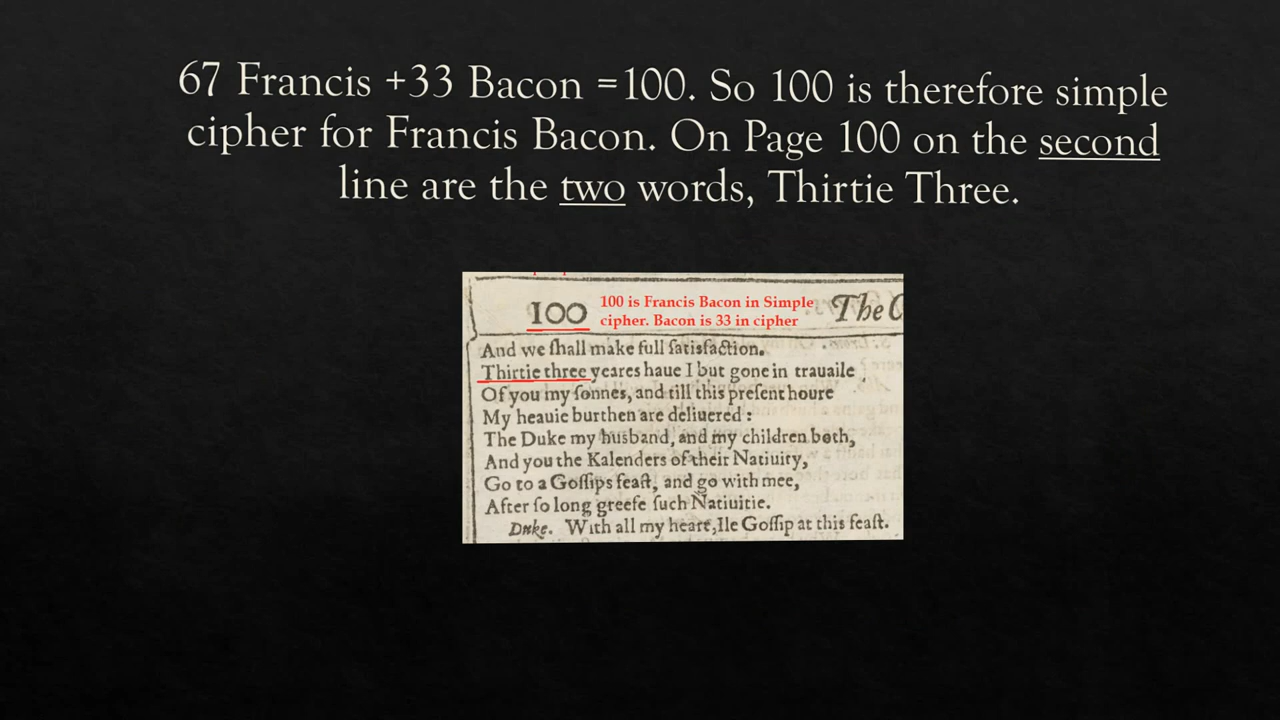 67 Francis +33 Bacon =100. So 100 is therefore simple
cipher for Francis Bacon. On Page 100 on the second
line are the two words, Thirtie Three.
100 100 is Francis Bacon in Simple The C
cipher. Bacon is 33 in cipher
And we ſhall make full ſatisfaction.
Thirtie three yeares haue I but gone in trauaile
Of you my ſonnes, and till this preſent houre
My heauie burthen are deliuered :
The Duke my husband, and my children both,
And you the Kalenders of their Natiuity,
Go to a Goſſips feaſt, and go with mee,
After ſo long greefe ſuch Natiuitie.
Duke. With all my heart, Ile Goſſip at this feaſt.